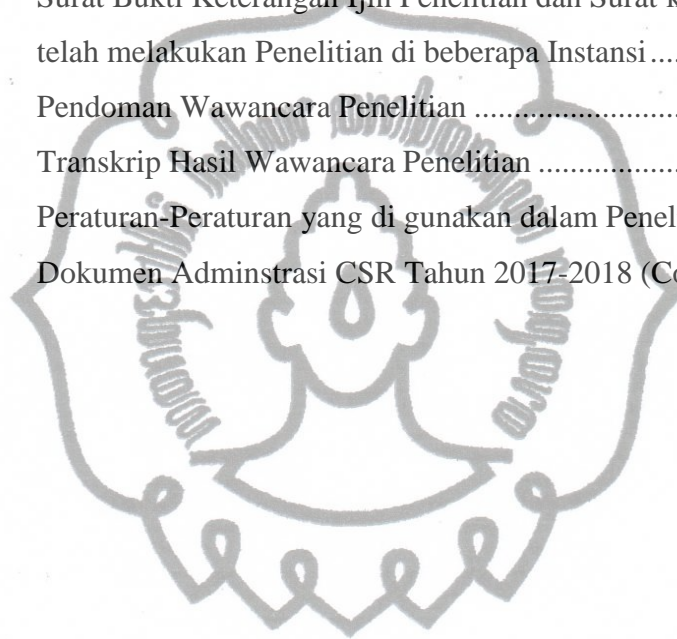 Surat Bukti Keterangan Ijin Penelitian dan Surat k
telah melakukan Penelitian di beberapa Instansi ....
Pendoman Wawancara Penelitian ........................
Transkrip Hasil Wawancara Penelitian ................
Peraturan-Peraturan yang di gunakan dalam Penel
Dokumen Adminstrasi CSR Tahun 2017-2018 (Co